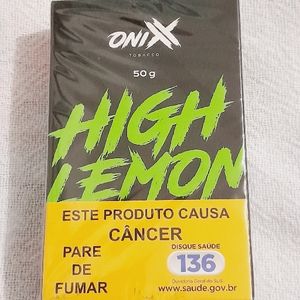 ONIX
TOBACCO
50 g
HIGH
LEMON
ESTE PRODUTO CAUSA
CÂNCER
PARE
DE
FUMAR
DISQUE SAÚDE
136
www.saude.gov.br